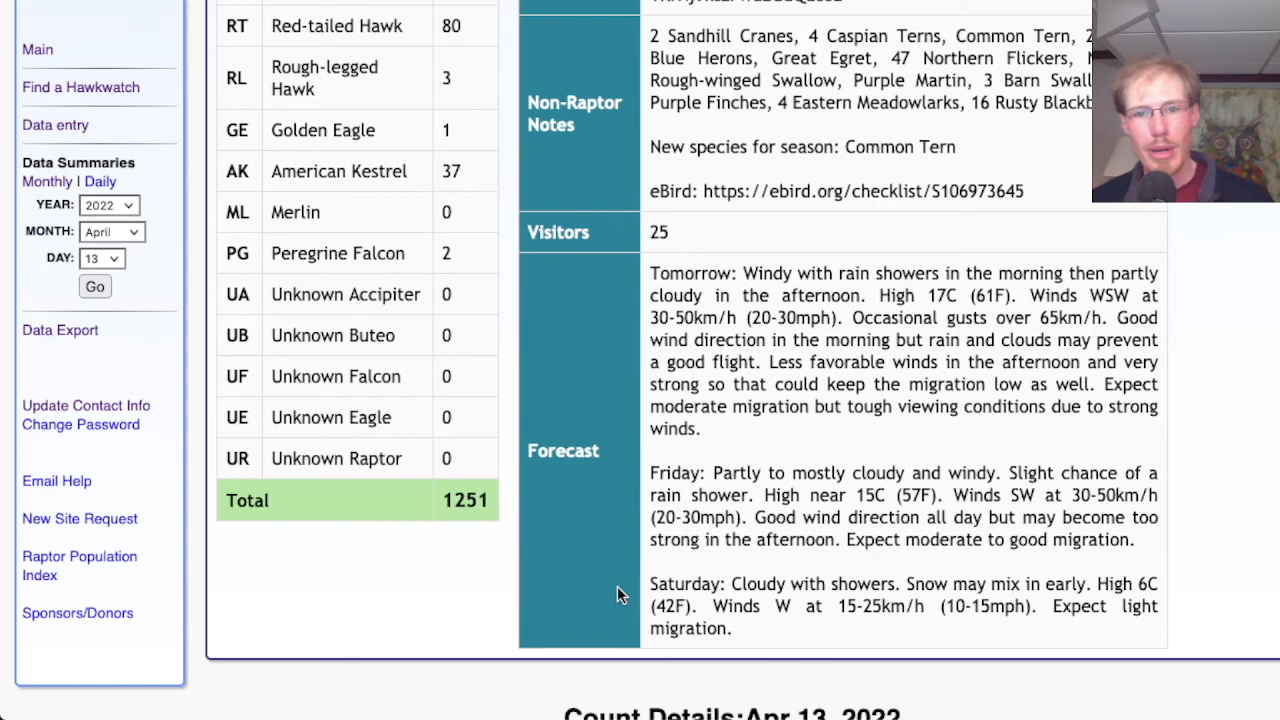 Main
Find a Hawkwatch
Data entry
Data Summaries
Monthly | Daily
YEAR: 2022
MONTH: April
DAY: 13
Go
Data Export
Update Contact Info
Change Password
Email Help
New Site Request
Raptor Population
Index
Sponsors/Donors
RT Red-tailed Hawk 80
RL Rough-legged Hawk 3
GE Golden Eagle 1
AK American Kestrel 37
ML Merlin 0
PG Peregrine Falcon 2
UA Unknown Accipiter 0
UB Unknown Buteo 0
UF Unknown Falcon 0
UE Unknown Eagle 0
UR Unknown Raptor 0
Total 1251
Non-Raptor
Notes
2 Sandhill Cranes, 4 Caspian Terns, Common Tern, 2
Blue Herons, Great Egret, 47 Northern Flickers,
Rough-winged Swallow, Purple Martin, 3 Barn
Purple Finches, 4 Eastern Meadowlarks, 16 Rusty
New species for season: Common Tern
eBird: https://ebird.org/checklist/S106973645
Visitors 25
Forecast
Tomorrow: Windy with rain showers in the morning then partly
cloudy in the afternoon. High 17C (61F). Winds WSW at
30-50km/h (20-30mph). Occasional gusts over 65km/h. Good
wind direction in the morning but rain and clouds may prevent
a good flight. Less favorable winds in the afternoon and very
strong so that could keep the migration low as well. Expect
moderate migration but tough viewing conditions due to strong
winds.
Friday: Partly to mostly cloudy and windy. Slight chance of a
rain shower. High near 15C (57F). Winds SW at 30-50km/h
(20-30mph). Good wind direction all day but may become too
strong in the afternoon. Expect moderate to good migration.
Saturday: Cloudy with showers. Snow may mix in early. High 6C
(42F). Winds W at 15-25km/h (10-15mph). Expect light
migration.
Count Details:Apr 13, 2022